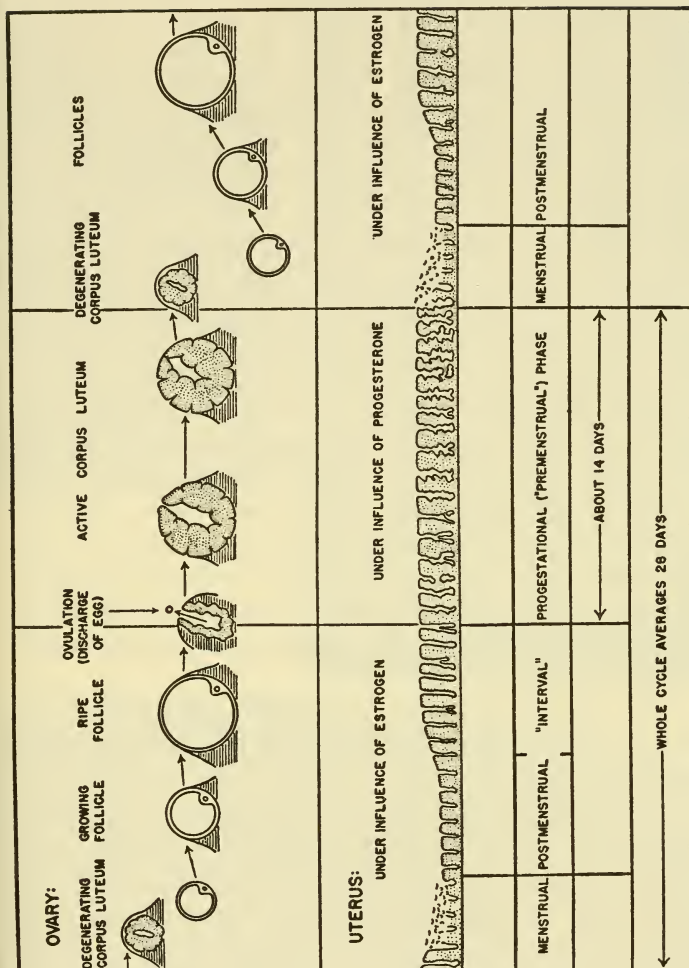 OVARY:
DEGENERATING
CORPUS LUTEUM
GROWING
FOLLICLE
RIPE
FOLLICLE
OVULATION
(DISCHARGE
OF EGG)
ACTIVE CORPUS LUTEUM
DEGENERATING
CORPUS LUTEUM
FOLLICLES
UTERUS:
UNDER INFLUENCE OF ESTROGEN
UNDER INFLUENCE OF PROGESTERONE
UNDER INFLUENCE OF ESTROGEN
MENSTRUAL
POSTMENSTRUAL
"INTERVAL"
PROGESTATIONAL ("PREMENSTRUAL") PHASE
MENSTRUAL
POSTMENSTRUAL
ABOUT 14 DAYS
WHOLE CYCLE AVERAGES 28 DAYS